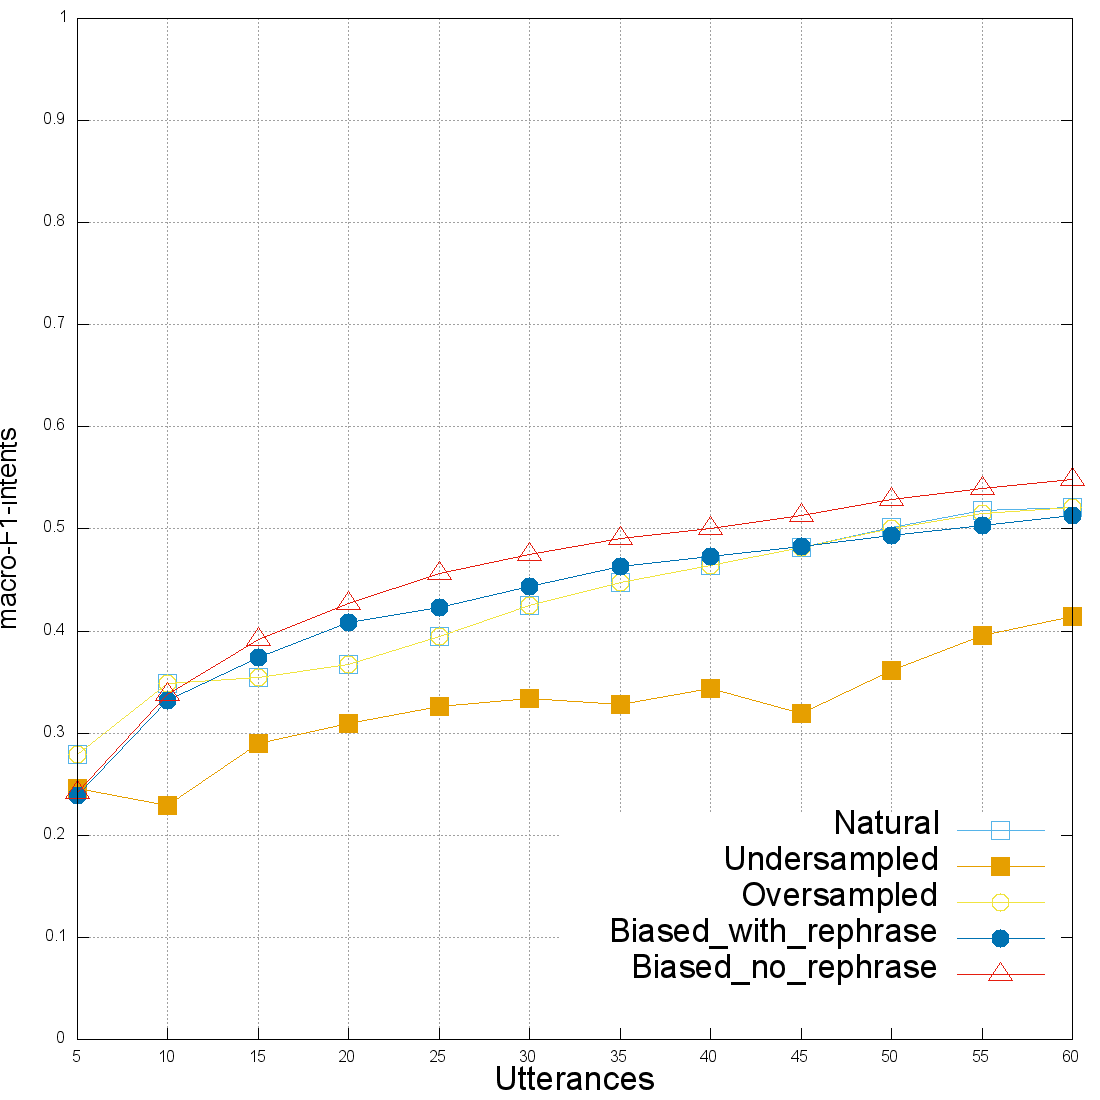 1
0.9
0.8
0.7
0.6
0.5
0.4
0.3
0.2
0.1
0
macro-F1-intents
5 10 15 20 25 30 35 40 45 50 55 60
Utterances
Natural
Undersampled
Oversampled
Biased_with_rephrase
Biased_no_rephrase